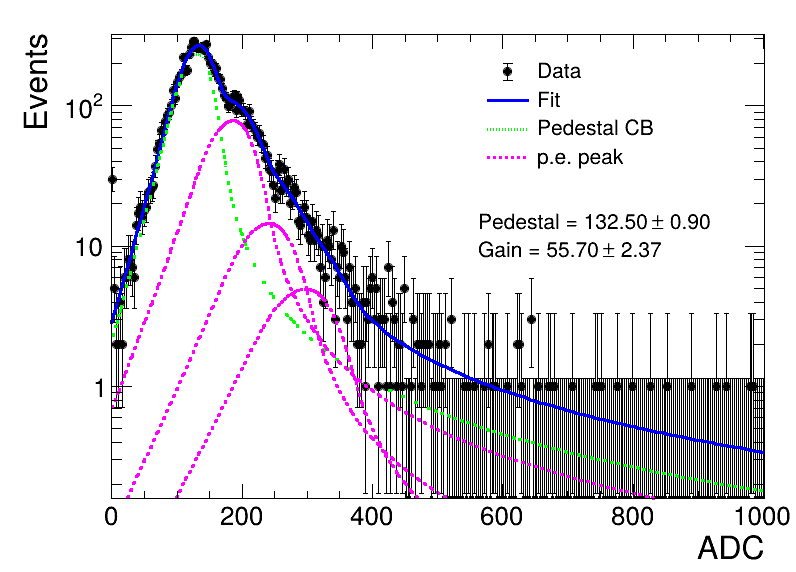 Events
10²
10
1
Data
Fit
Pedestal CB
p.e. peak
Pedestal = 132.50 ± 0.90
Gain = 55.70 ± 2.37
0 200 400 600 800 1000
ADC